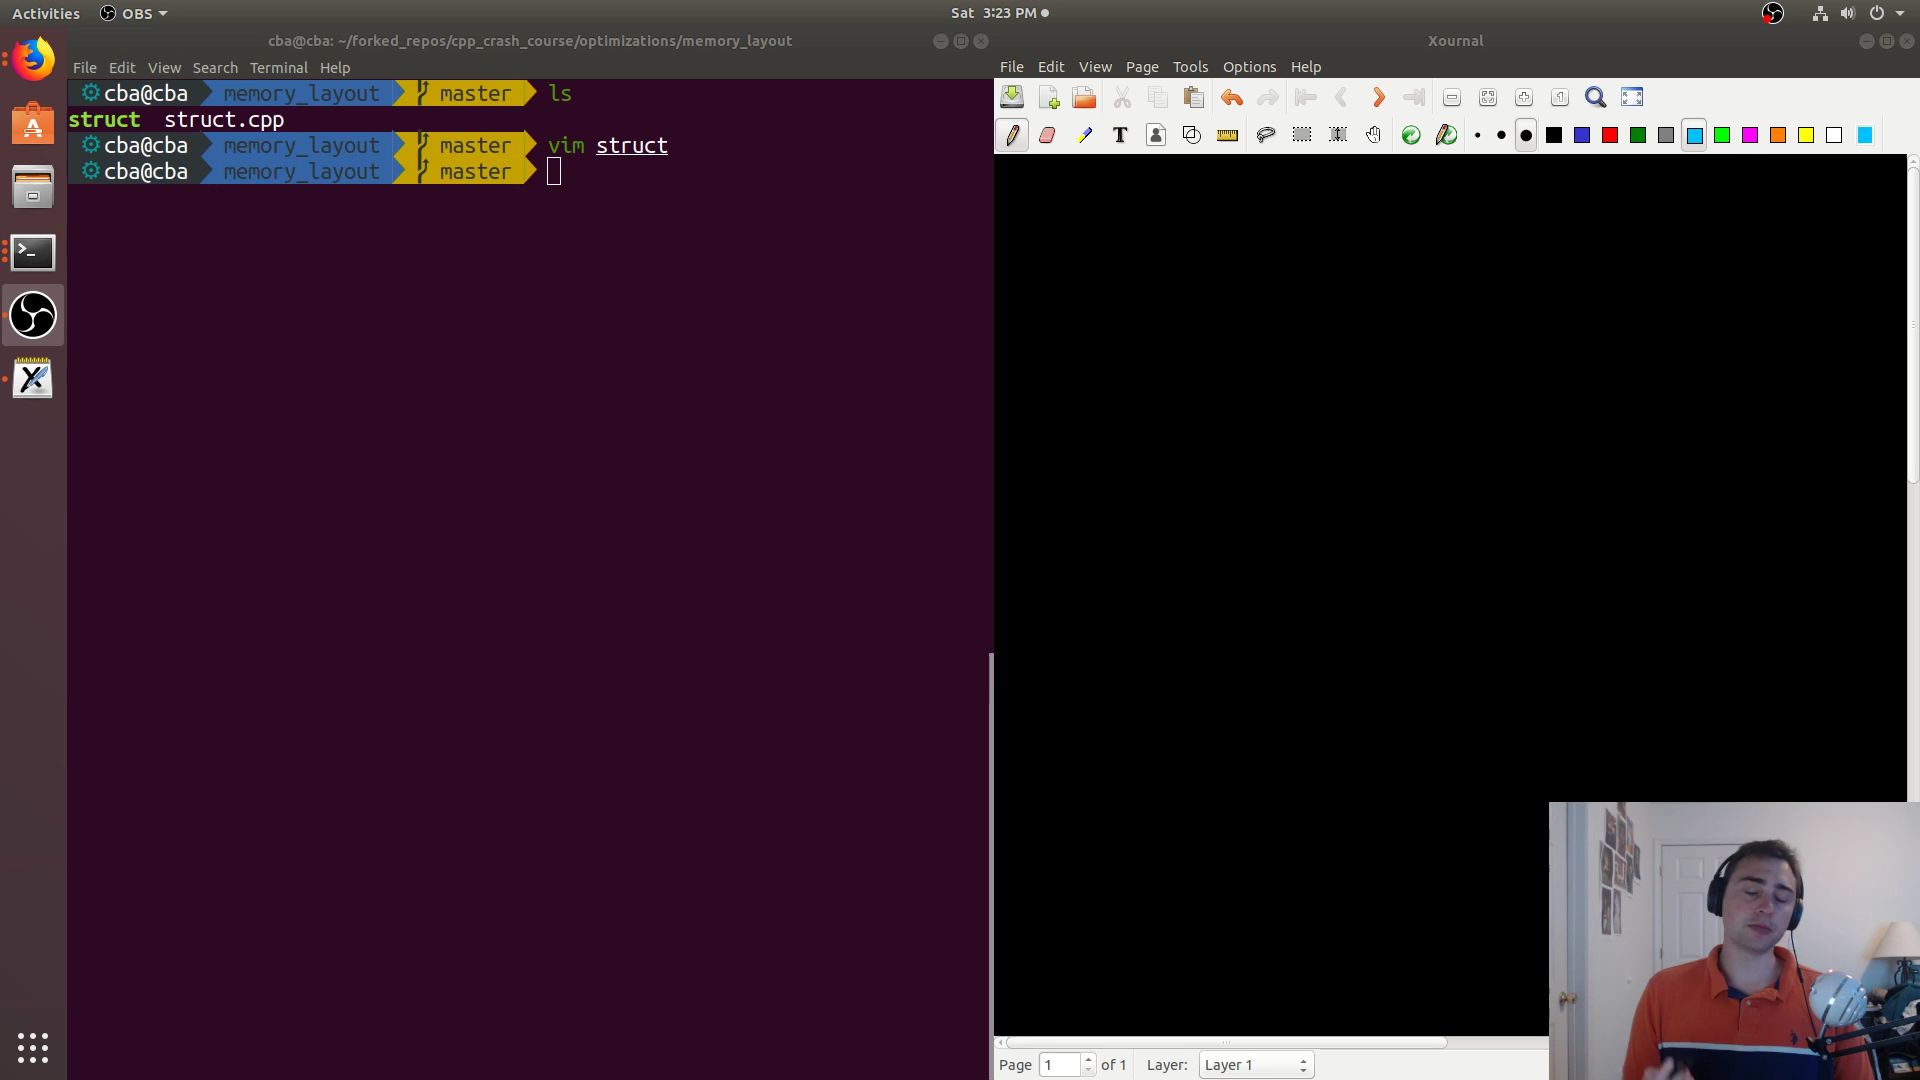 Activities OBS Sat 3:23 PM
cba@cba: ~/forked_repos/cpp_crash_course/optimizations/memory_layout
File Edit View Search Terminal Help
cba@cba memory_layout master ls
struct struct.cpp
cba@cba memory_layout master vim struct
cba@cba memory_layout master
Xournal
File Edit View Page Tools Options Help
T
Page 1 of 1 Layer: Layer 1